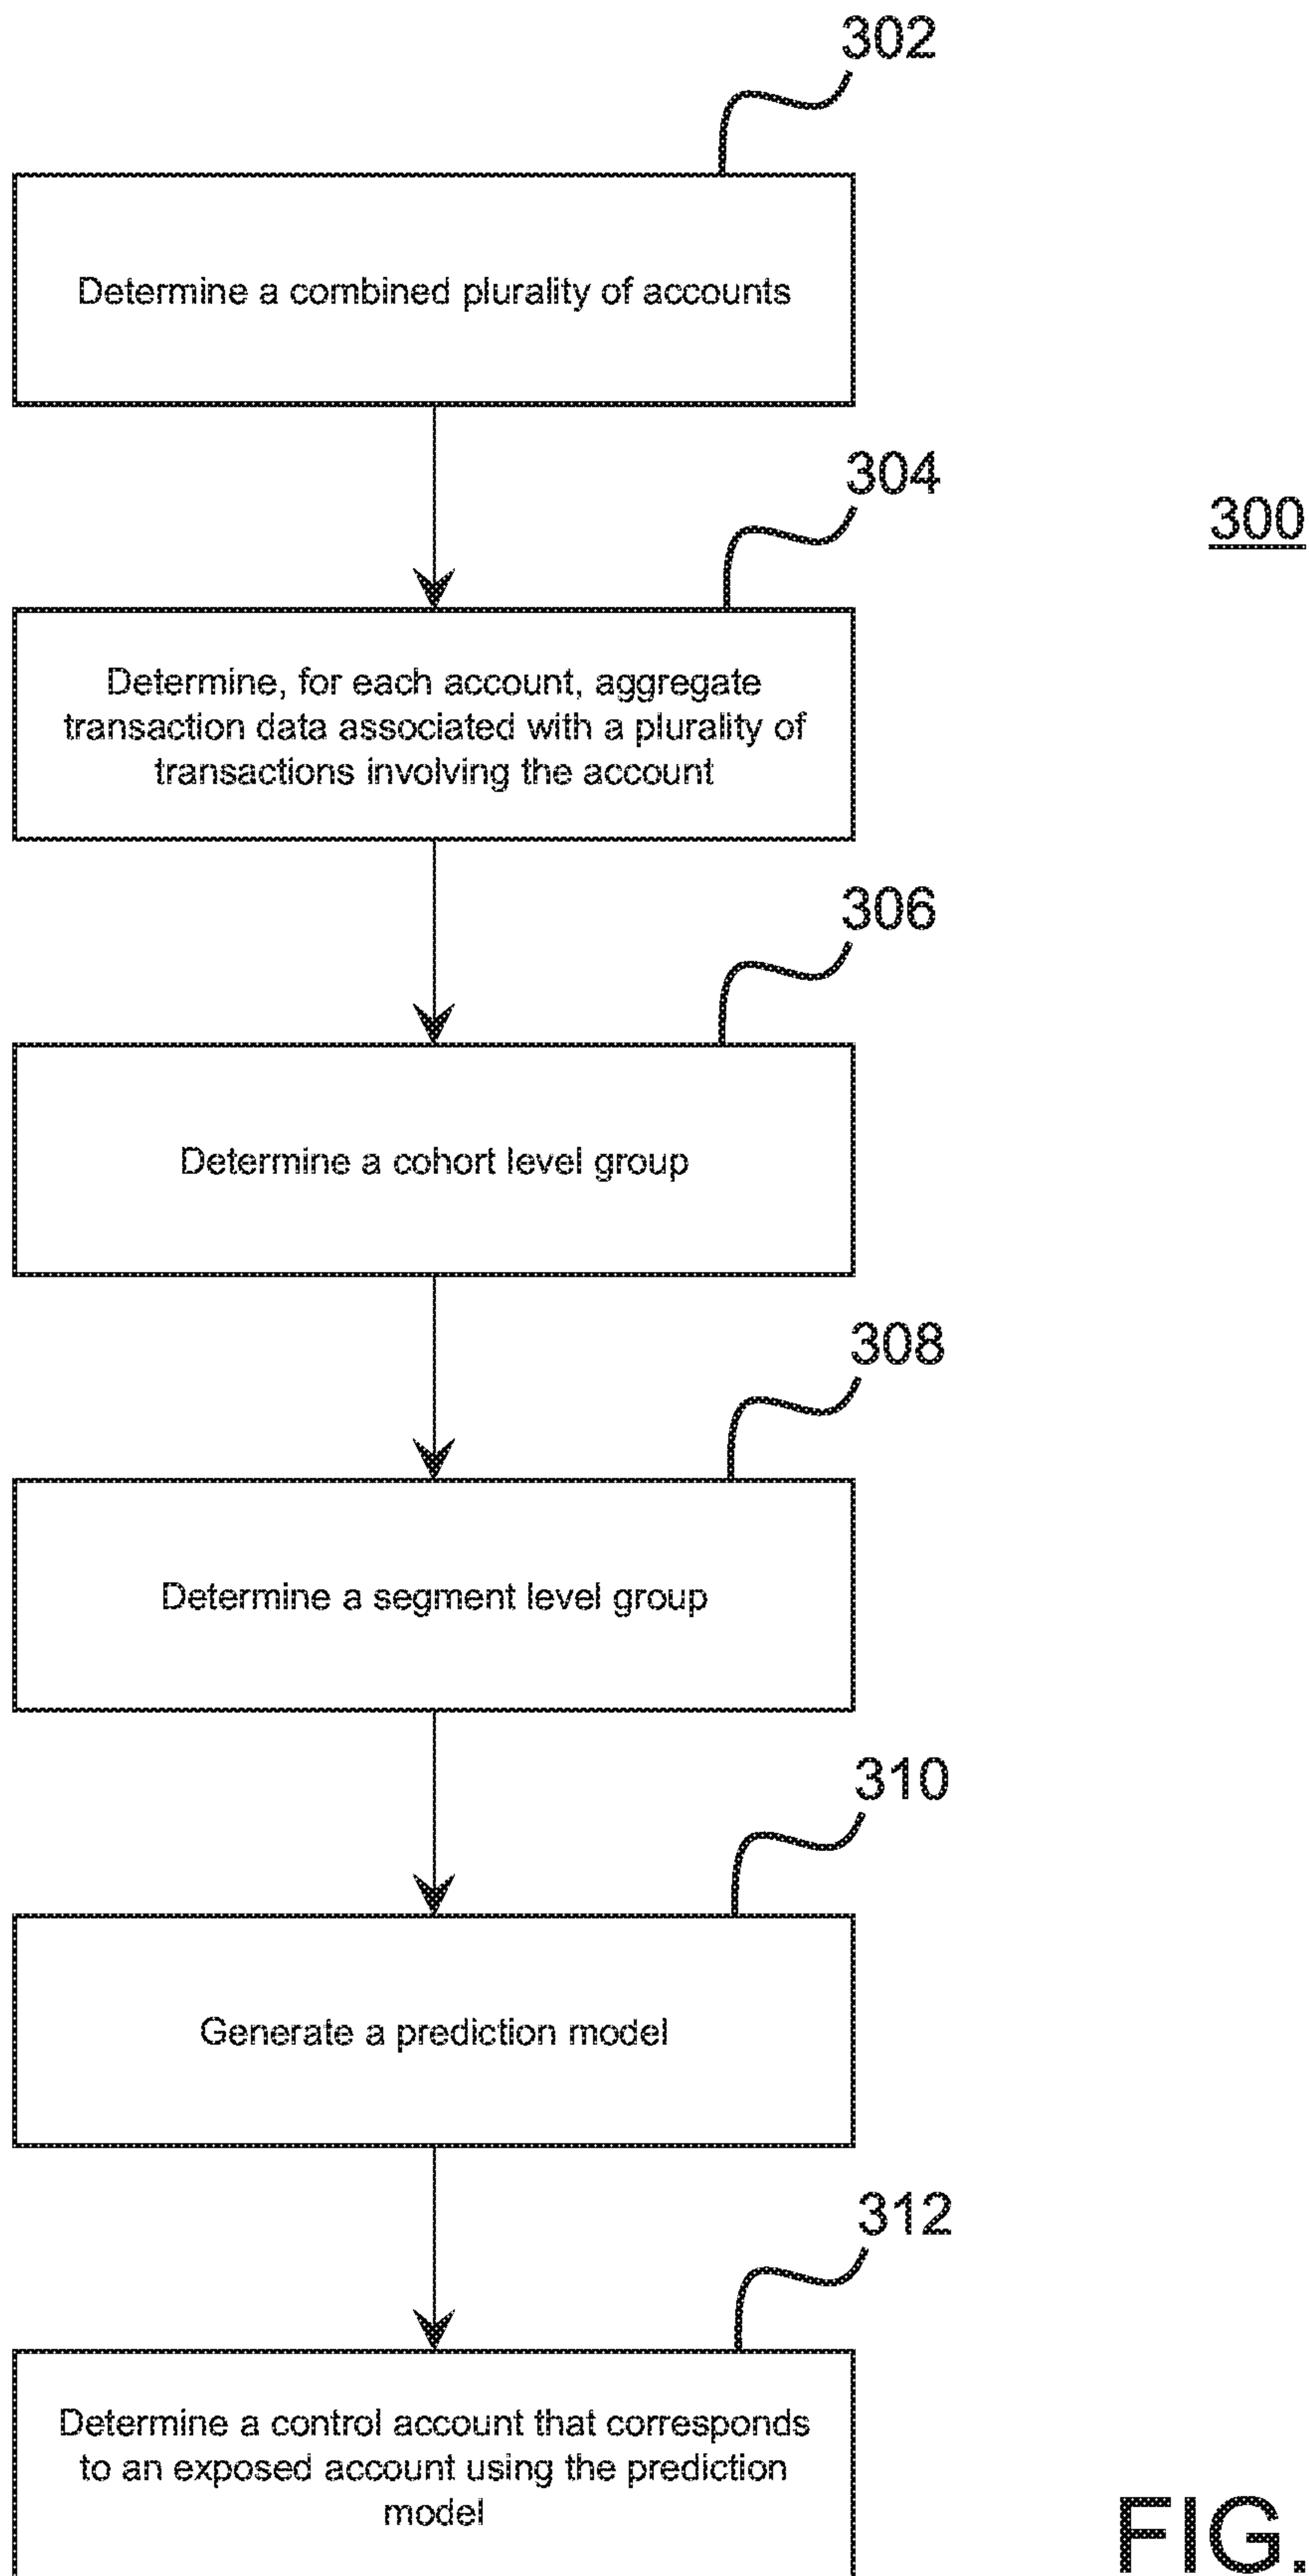 302
Determine a combined plurality of accounts
304
300
Determine, for each account, aggregate
transaction data associated with a plurality of
transactions involving the account
306
Determine a cohort level group
308
Determine a segment level group
310
Generate a prediction model
312
Determine a control account that corresponds
to an exposed account using the prediction
model
FIG.